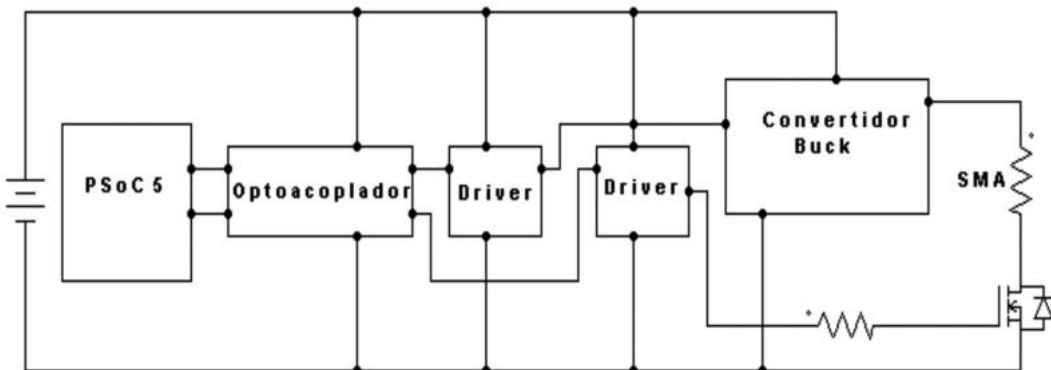 PSoC 5
Optoacoplador
Driver
Driver
Convertidor
Buck
SMA